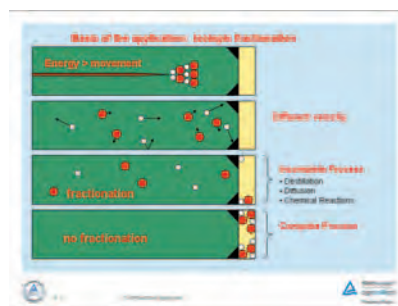 Basis of the application: isotopic fractionation
Energy > movement
Different velocity
Incomplete Process
• Distillation
• Diffusion
• Chemical Reactions
fractionation
Complete Process
no fractionation